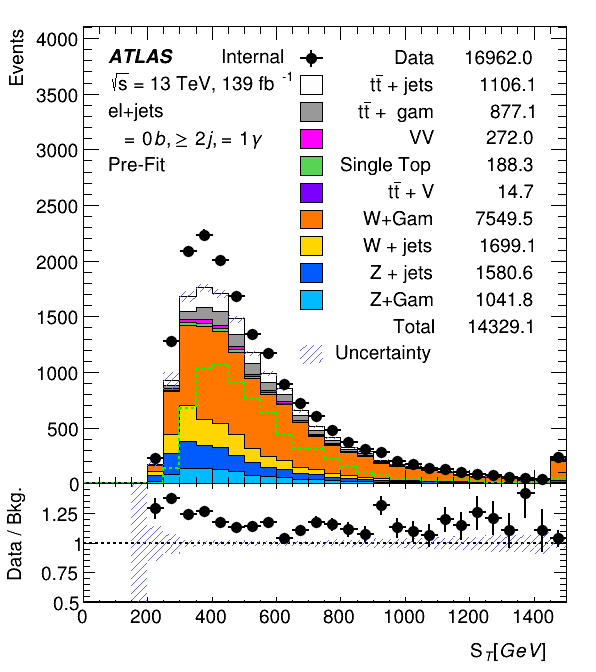 Events
4000
3500
3000
2500
2000
1500
1000
500
0
ATLAS Internal
√s = 13 TeV, 139 fb⁻¹
el+jets
= 0b, ≥ 2j, = 1γ
Pre-Fit
Data 16962.0
tt̄ + jets 1106.1
tt̄ + gam 877.1
VV 272.0
Single Top 188.3
tt̄ + V 14.7
W+Gam 7549.5
W + jets 1699.1
Z + jets 1580.6
Z+Gam 1041.8
Total 14329.1
Uncertainty
Data / Bkg.
1.25
1
0.75
0.5
0 200 400 600 800 1000 1200 1400
S_T[GeV]